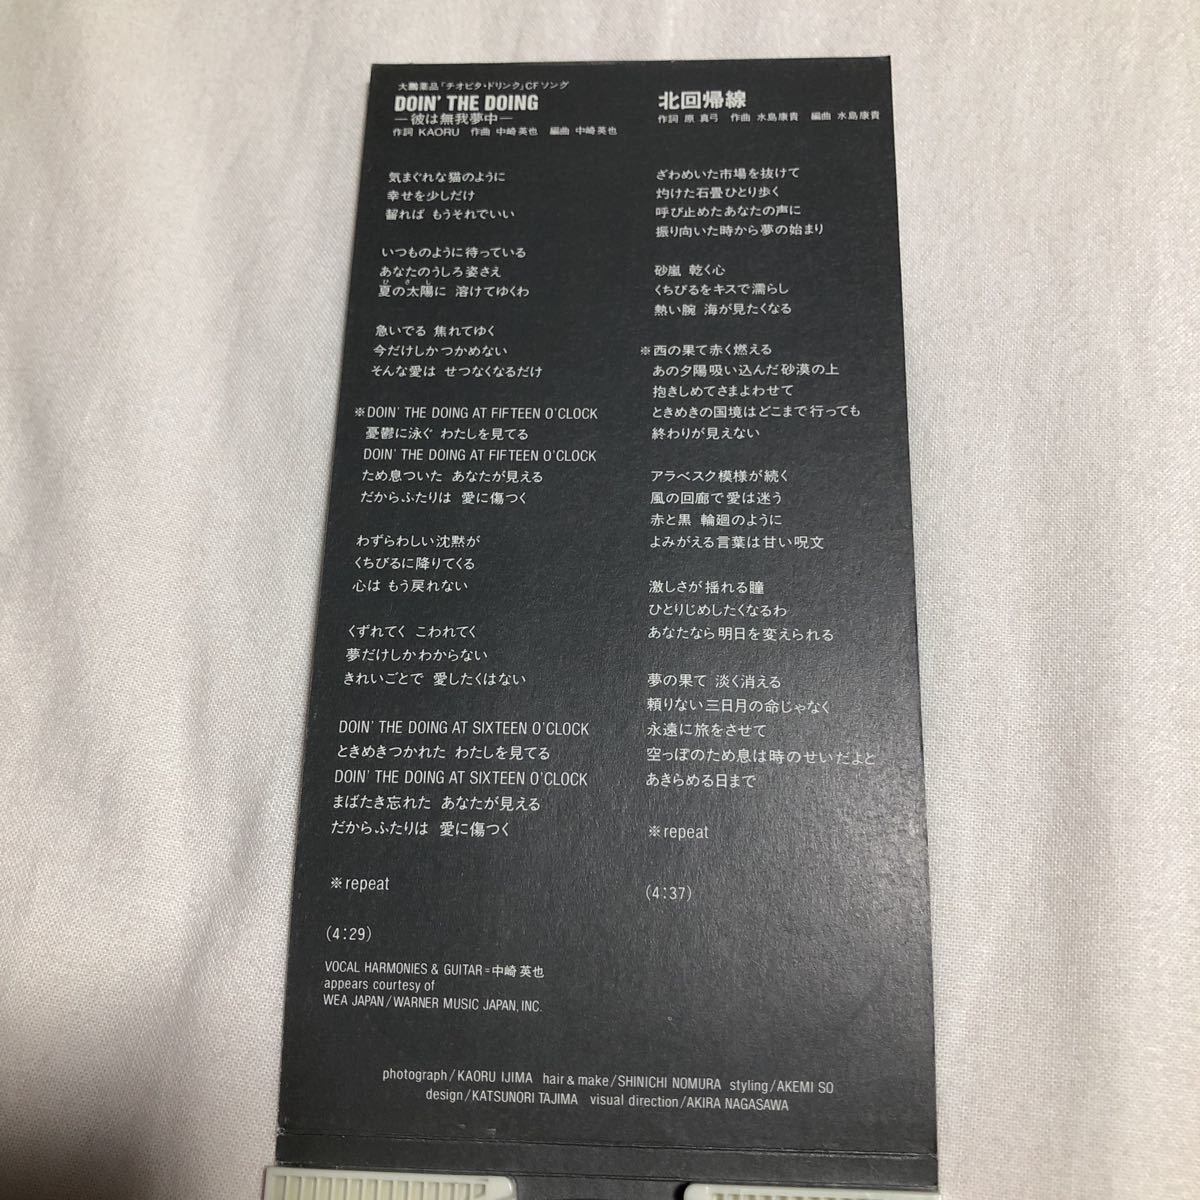 大鵬薬品「チオビタ・ドリンク」CFソング
DOIN' THE DOING
—彼は無我夢中—
作詞 KAORU 作曲 中崎英也 編曲 中崎英也
気まぐれな猫のように
幸せを少しだけ
齧れば もうそれでいい
いつものように待っている
あなたのうしろ姿さえ
夏の太陽に 溶けてゆくわ
急いでる 焦れてゆく
今だけしかつかめない
そんな愛は せつなくなるだけ
※DOIN' THE DOING AT FIFTEEN O'CLOCK
憂鬱に泳ぐ わたしを見てる
DOIN' THE DOING AT FIFTEEN O'CLOCK
ため息ついた あなたが見える
だからふたりは 愛に傷つく
わずらわしい沈黙が
くちびるに降りてくる
心は もう戻れない
くずれてく こわれてく
夢だけしかわからない
きれいごとで 愛したくはない
DOIN' THE DOING AT SIXTEEN O'CLOCK
ときめきつかれた わたしを見てる
DOIN' THE DOING AT SIXTEEN O'CLOCK
まばたき忘れた あなたが見える
だからふたりは 愛に傷つく
※repeat
(4:29)
VOCAL HARMONIES & GUITAR=中崎英也
appears courtesy of
WEA JAPAN/WARNER MUSIC JAPAN, INC.
北回帰線
作詞 原 真弓 作曲 水島康貴 編曲 水島康貴
ざわめいた市場を抜けて
灼けた石畳ひとり歩く
呼び止めたあなたの声に
振り向いた時から夢の始まり
砂嵐 乾く心
くちびるをキスで濡らし
熱い腕 海が見たくなる
※西の果て赤く燃える
あの夕陽吸い込んだ砂漠の上
抱きしめてさまよわせて
ときめきの国境はどこまで行っても
終わりが見えない
アラベスク模様が続く
風の回廊で愛は迷う
赤と黒 輪廻のように
よみがえる言葉は甘い呪文
激しさが揺れる瞳
ひとりじめしたくなるわ
あなたなら明日を変えられる
夢の果て 淡く消える
頼りない三日月の命じゃなく
永遠に旅をさせて
空っぽのため息は時のせいだよと
あきらめる日まで
※repeat
(4:37)
photograph/KAORU IJIMA hair & make/SHINICHI NOMURA styling/AKEMI SO
design/KATSUNORI TAJIMA visual direction/AKIRA NAGASAWA